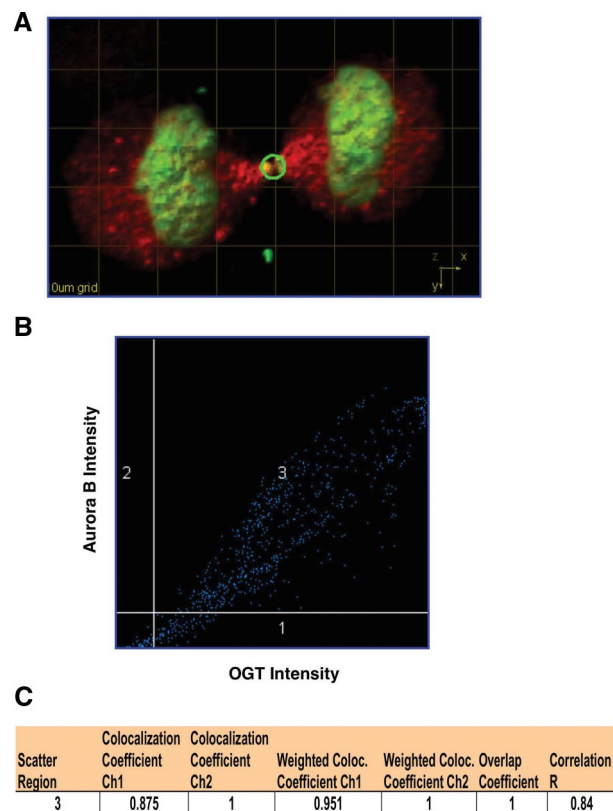 A
z x
y
0um grid
B
Aurora B Intensity
2
3
1
OGT Intensity
C
Colocalization Colocalization
Scatter Coefficient Coefficient Weighted Coloc. Weighted Coloc. Overlap Correlation
Region Ch1 Ch2 Coefficient Ch1 Coefficient Ch2 Coefficient R
3 0.875 1 0.951 1 1 0.84